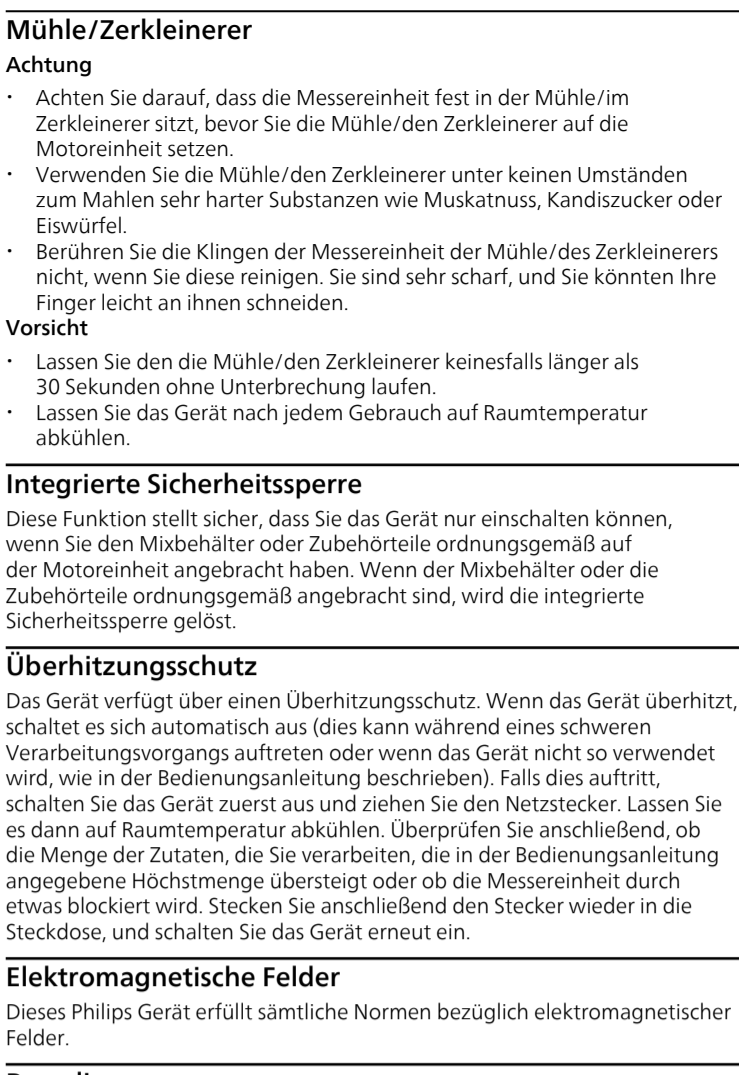 Mühle/Zerkleinerer
Achtung
• Achten Sie darauf, dass die Messereinheit fest in der Mühle/im
Zerkleinerer sitzt, bevor Sie die Mühle/den Zerkleinerer auf die
Motoreinheit setzen.
• Verwenden Sie die Mühle/den Zerkleinerer unter keinen Umständen
zum Mahlen sehr harter Substanzen wie Muskatnuss, Kandiszucker oder
Eiswürfel.
• Berühren Sie die Klingen der Messereinheit der Mühle/des Zerkleinerers
nicht, wenn Sie diese reinigen. Sie sind sehr scharf, und Sie könnten Ihre
Finger leicht an ihnen schneiden.
Vorsicht
• Lassen Sie den die Mühle/den Zerkleinerer keinesfalls länger als
30 Sekunden ohne Unterbrechung laufen.
• Lassen Sie das Gerät nach jedem Gebrauch auf Raumtemperatur
abkühlen.
Integrierte Sicherheitssperre
Diese Funktion stellt sicher, dass Sie das Gerät nur einschalten können,
wenn Sie den Mixbehälter oder Zubehörteile ordnungsgemäß auf
der Motoreinheit angebracht haben. Wenn der Mixbehälter oder die
Zubehörteile ordnungsgemäß angebracht sind, wird die integrierte
Sicherheitssperre gelöst.
Überhitzungsschutz
Das Gerät verfügt über einen Überhitzungsschutz. Wenn das Gerät überhitzt,
schaltet es sich automatisch aus (dies kann während eines schweren
Verarbeitungsvorgangs auftreten oder wenn das Gerät nicht so verwendet
wird, wie in der Bedienungsanleitung beschrieben). Falls dies auftritt,
schalten Sie das Gerät zuerst aus und ziehen Sie den Netzstecker. Lassen Sie
es dann auf Raumtemperatur abkühlen. Überprüfen Sie anschließend, ob
die Menge der Zutaten, die Sie verarbeiten, die in der Bedienungsanleitung
angegebene Höchstmenge übersteigt oder ob die Messereinheit durch
etwas blockiert wird. Stecken Sie anschließend den Stecker wieder in die
Steckdose, und schalten Sie das Gerät erneut ein.
Elektromagnetische Felder
Dieses Philips Gerät erfüllt sämtliche Normen bezüglich elektromagnetischer
Felder.